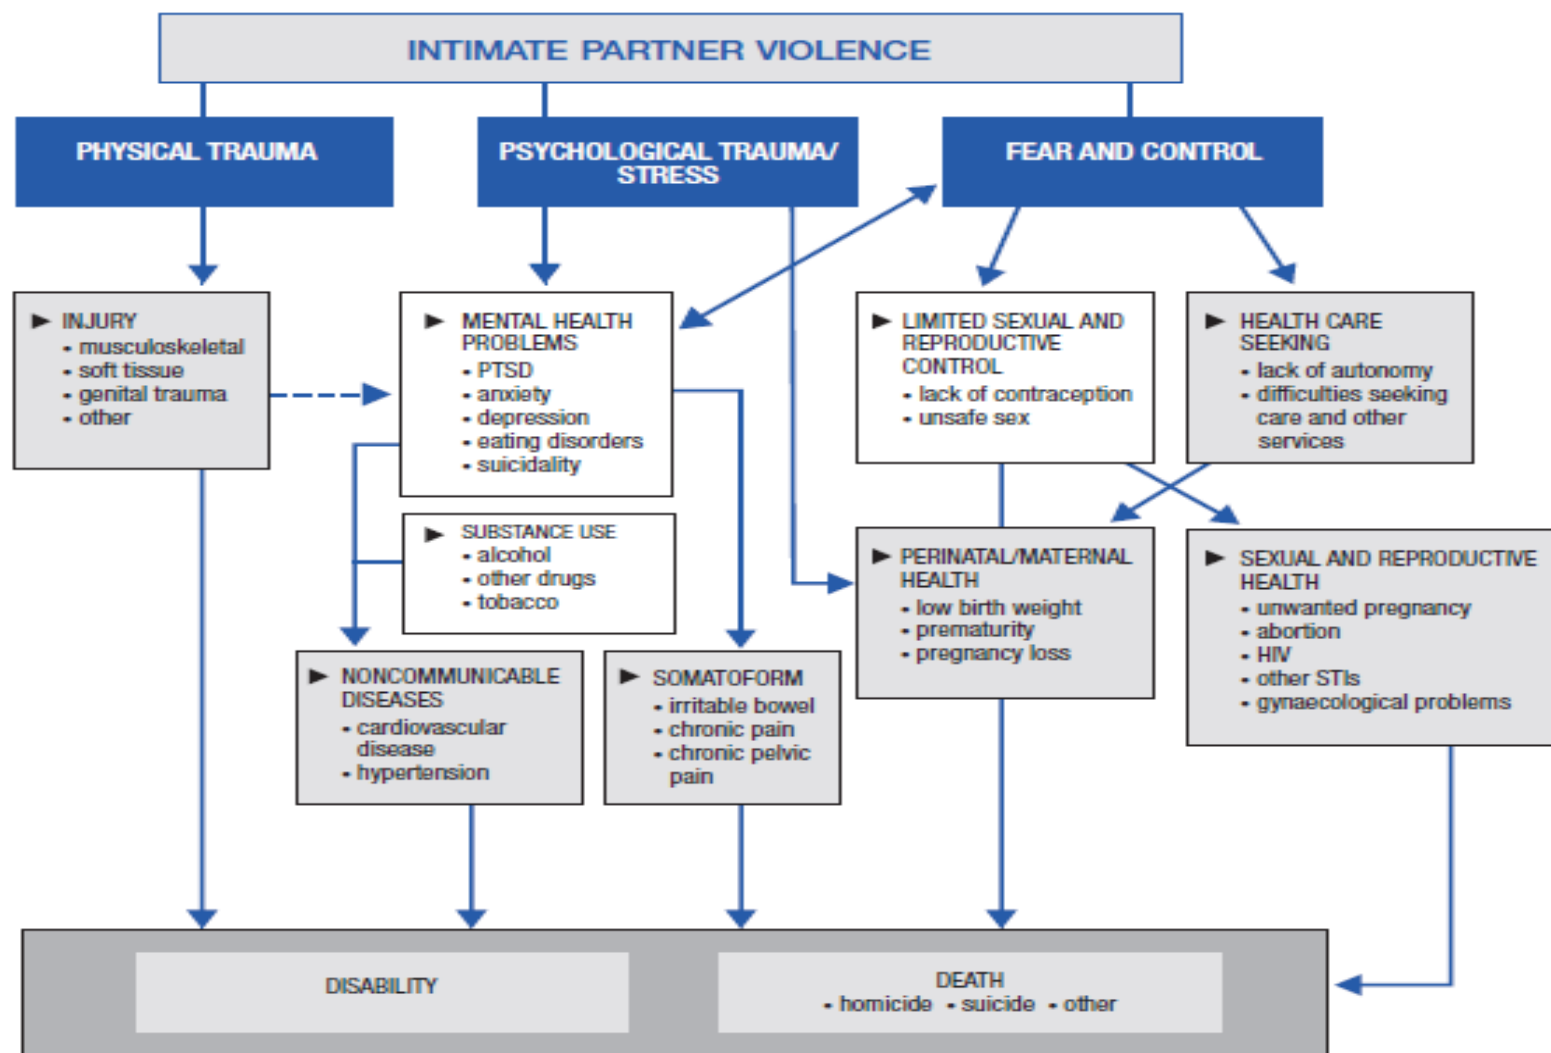 INTIMATE PARTNER VIOLENCE
PHYSICAL TRAUMA
PSYCHOLOGICAL TRAUMA/
STRESS
FEAR AND CONTROL
► INJURY
• musculoskeletal
• soft tissue
• genital trauma
• other
► MENTAL HEALTH
PROBLEMS
• PTSD
• anxiety
• depression
• eating disorders
• suicidality
► LIMITED SEXUAL AND
REPRODUCTIVE
CONTROL
• lack of contraception
• unsafe sex
► HEALTH CARE
SEEKING
• lack of autonomy
• difficulties seeking
care and other
services
► SUBSTANCE USE
• alcohol
• other drugs
• tobacco
► PERINATAL/MATERNAL
HEALTH
• low birth weight
• prematurity
• pregnancy loss
► SEXUAL AND REPRODUCTIVE
HEALTH
• unwanted pregnancy
• abortion
• HIV
• other STIs
• gynaecological problems
► NONCOMMUNICABLE
DISEASES
• cardiovascular
disease
• hypertension
► SOMATOFORM
• irritable bowel
• chronic pain
• chronic pelvic
pain
DISABILITY
DEATH
• homicide • suicide • other